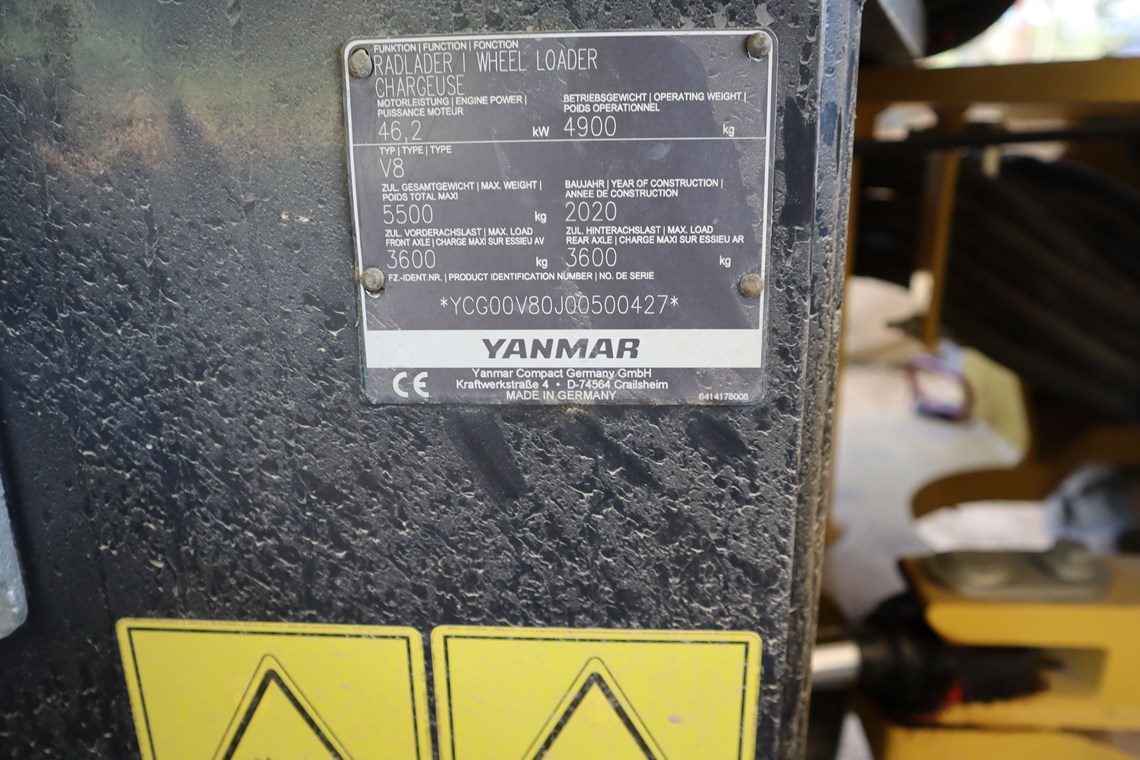 FUNKTION | FUNCTION | FONCTION
RADLADER | WHEEL LOADER
CHARGEUSE
MOTORLEISTUNG | ENGINE POWER |
PUISSANCE MOTEUR
46,2 kW
BETRIEBSGEWICHT | OPERATING WEIGHT |
POIDS OPERATIONNEL
4900 kg
TYP | TYPE | TYPE
V8
ZUL. GESAMTGEWICHT | MAX. WEIGHT |
POIDS TOTAL MAXI
5500 kg
BAUJAHR | YEAR OF CONSTRUCTION |
ANNEE DE CONSTRUCTION
2020
ZUL. VORDERACHSLAST | MAX. LOAD
FRONT AXLE | CHARGE MAXI SUR ESSIEU AV
3600 kg
ZUL. HINTERACHSLAST | MAX. LOAD
REAR AXLE | CHARGE MAXI SUR ESSIEU AR
3600 kg
FZ.-IDENT.NR. | PRODUCT IDENTIFICATION NUMBER | NO. DE SERIE
*YCG00V80J00500427*
YANMAR
CE
Yanmar Compact Germany GmbH
Kraftwerkstraße 4 • D-74564 Crailsheim
MADE IN GERMANY
6414178008